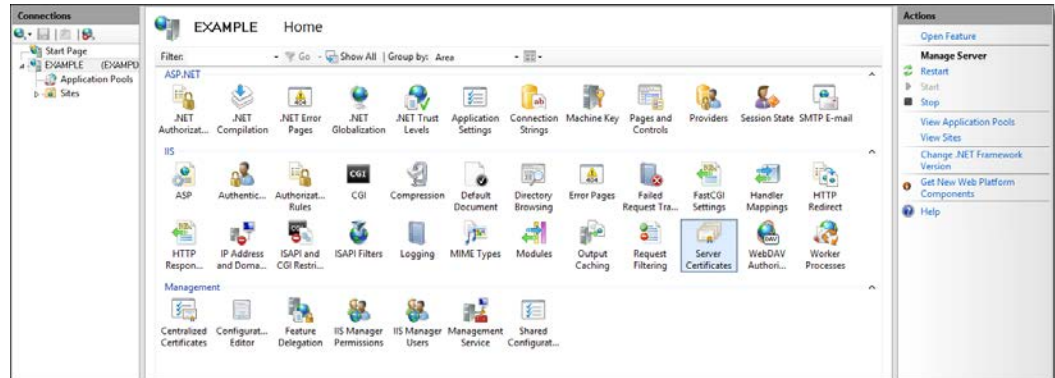 Connections
Start Page
EXAMPLE (EXAMPL
Application Pools
Sites
EXAMPLE Home
Filter: Go Show All Group by: Area
ASP.NET
.NET Authorizat...
.NET Compilation
.NET Error Pages
.NET Globalization
.NET Trust Levels
Application Settings
Connection Strings
Machine Key
Pages and Controls
Providers
Session State
SMTP E-mail
IIS
ASP
Authentic...
Authorizat... Rules
CGI
Compression
Default Document
Directory Browsing
Error Pages
Failed Request Tra...
FastCGI Settings
Handler Mappings
HTTP Redirect
HTTP Respon...
IP Address and Doma...
ISAPI and CGI Restri...
ISAPI Filters
Logging
MIME Types
Modules
Output Caching
Request Filtering
Server Certificates
WebDAV Authori...
Worker Processes
Management
Centralized Certificates
Configurat... Editor
Feature Delegation
IIS Manager Permissions
IIS Manager Users
Management Service
Shared Configurat...
Actions
Open Feature
Manage Server
Restart
Start
Stop
View Application Pools
View Sites
Change .NET Framework
Version
Get New Web Platform
Components
Help